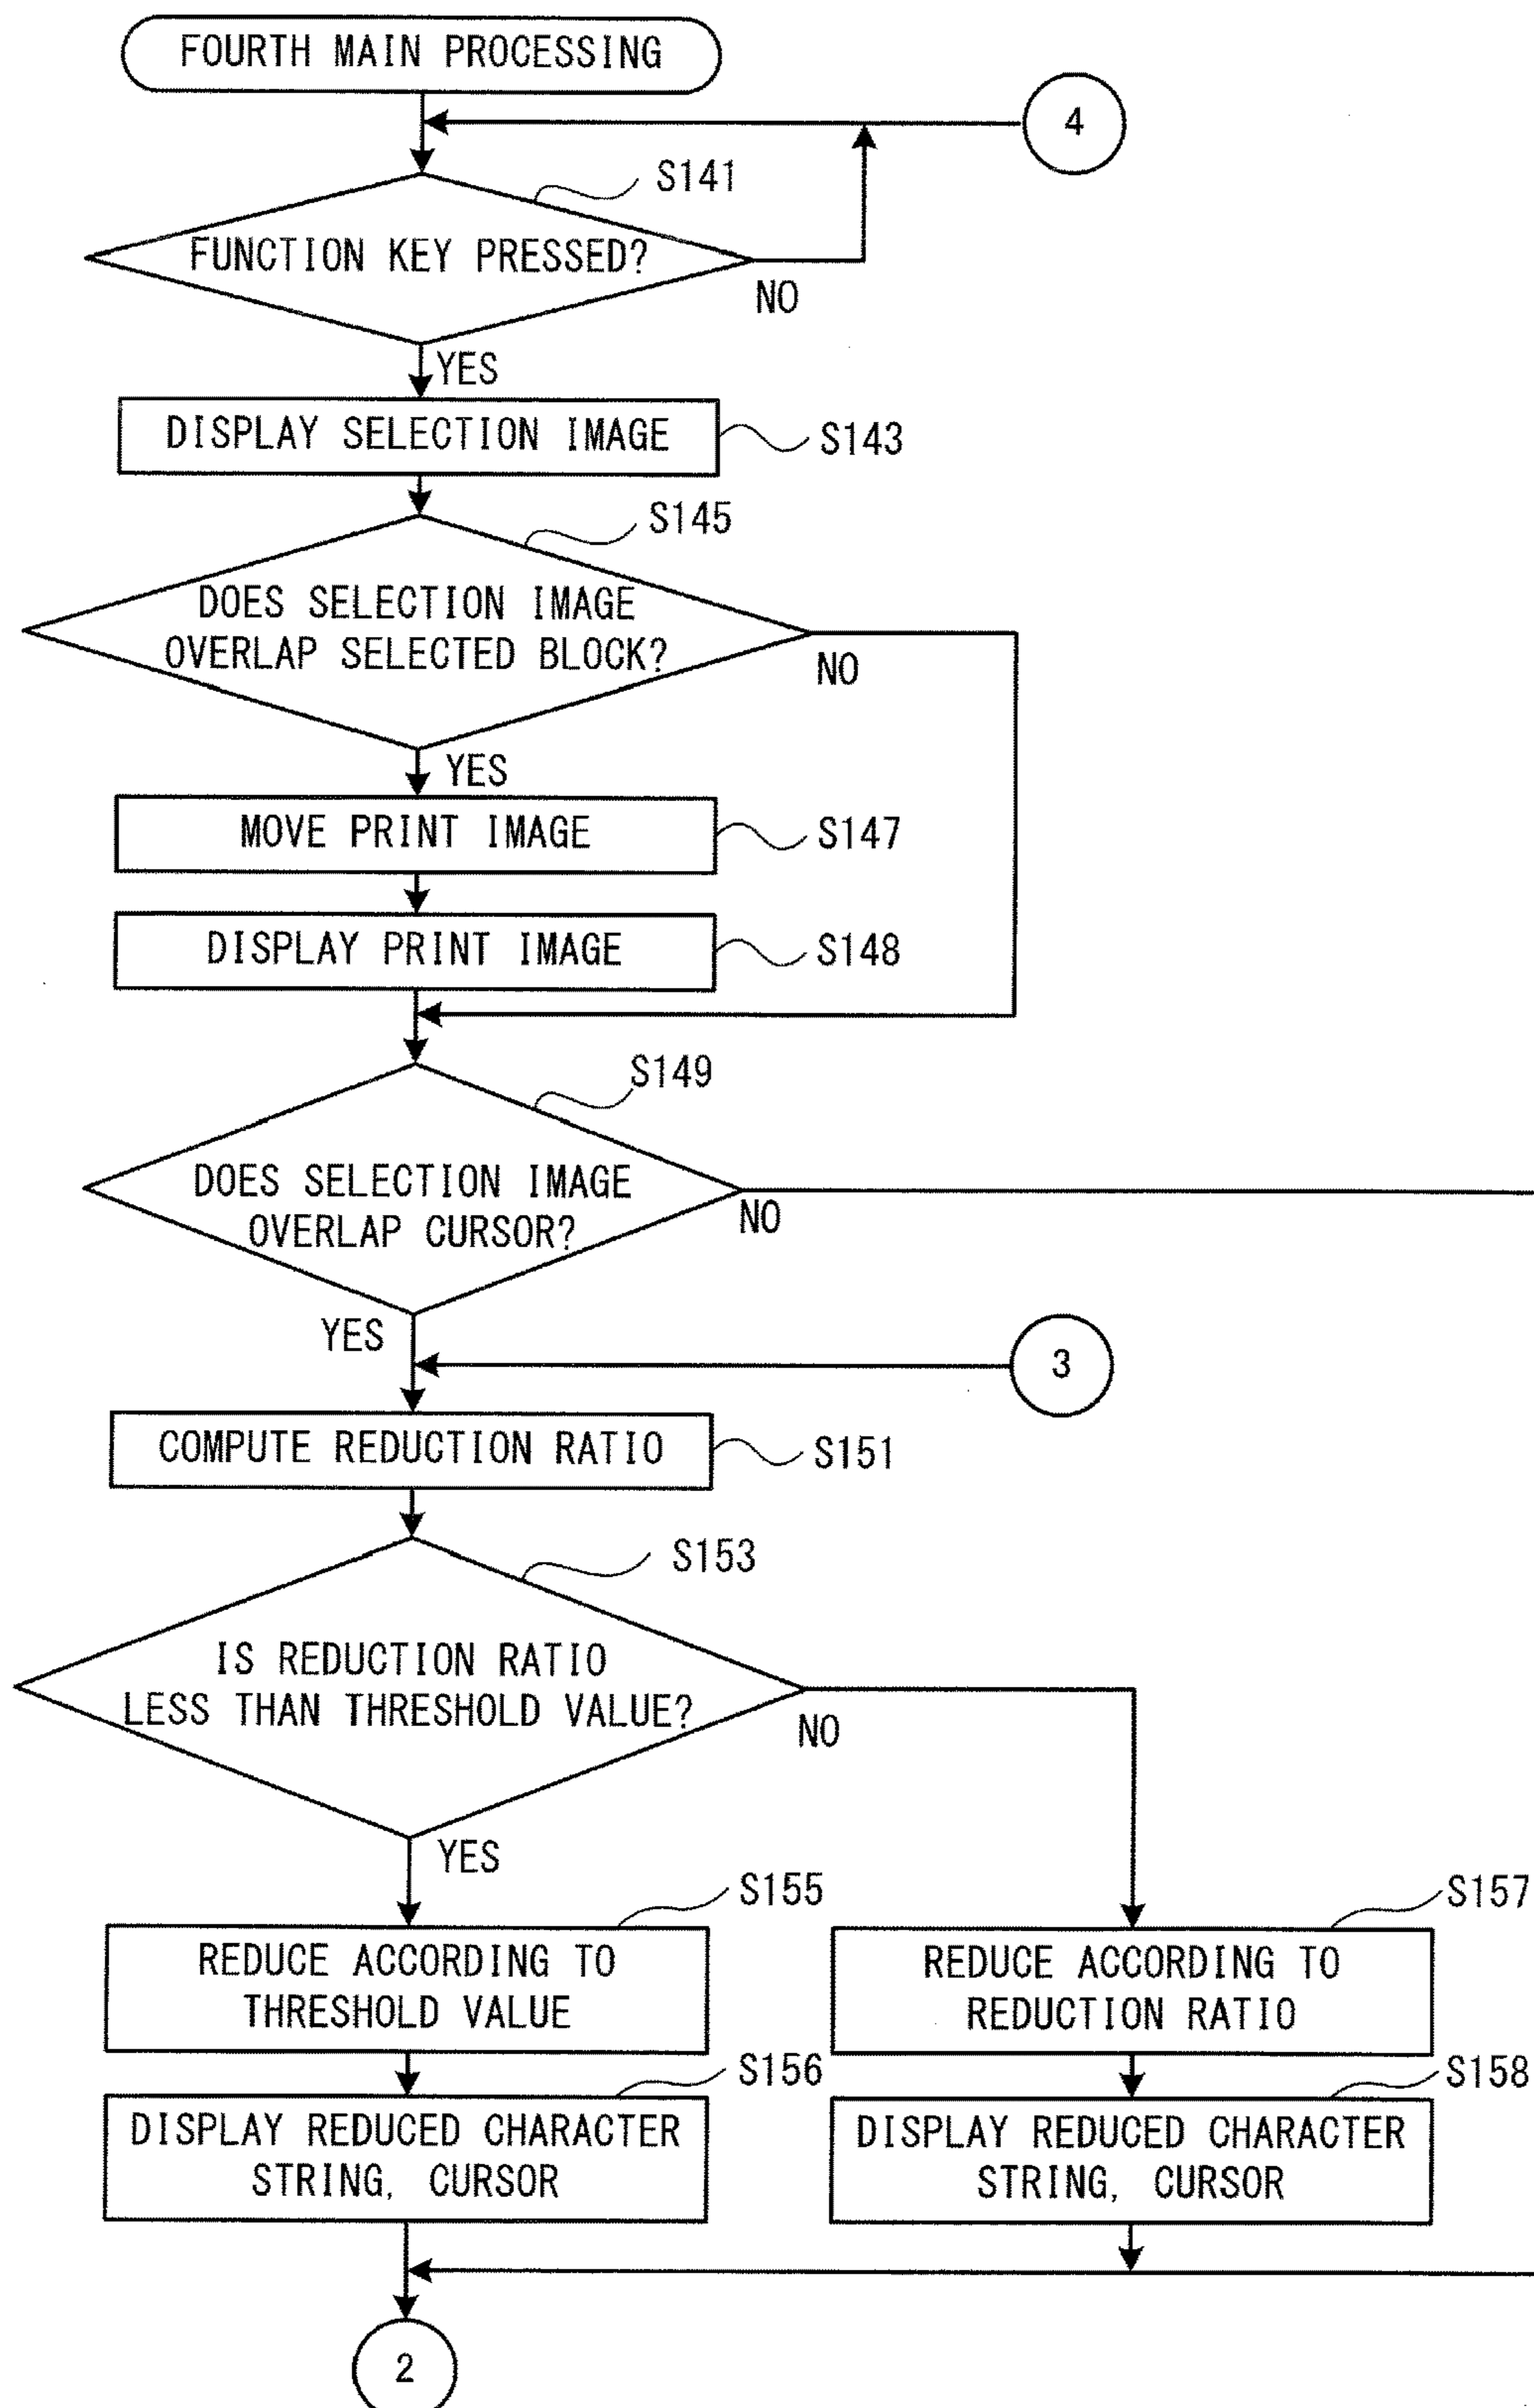 FOURTH MAIN PROCESSING
4
S141
FUNCTION KEY PRESSED?
NO
YES
DISPLAY SELECTION IMAGE
S143
S145
DOES SELECTION IMAGE
OVERLAP SELECTED BLOCK?
NO
YES
MOVE PRINT IMAGE
S147
DISPLAY PRINT IMAGE
S148
S149
DOES SELECTION IMAGE
OVERLAP CURSOR?
NO
YES
3
COMPUTE REDUCTION RATIO
S151
S153
IS REDUCTION RATIO
LESS THAN THRESHOLD VALUE?
NO
YES
S155
REDUCE ACCORDING TO
THRESHOLD VALUE
S157
REDUCE ACCORDING TO
REDUCTION RATIO
S156
DISPLAY REDUCED CHARACTER
STRING, CURSOR
S158
DISPLAY REDUCED CHARACTER
STRING, CURSOR
2